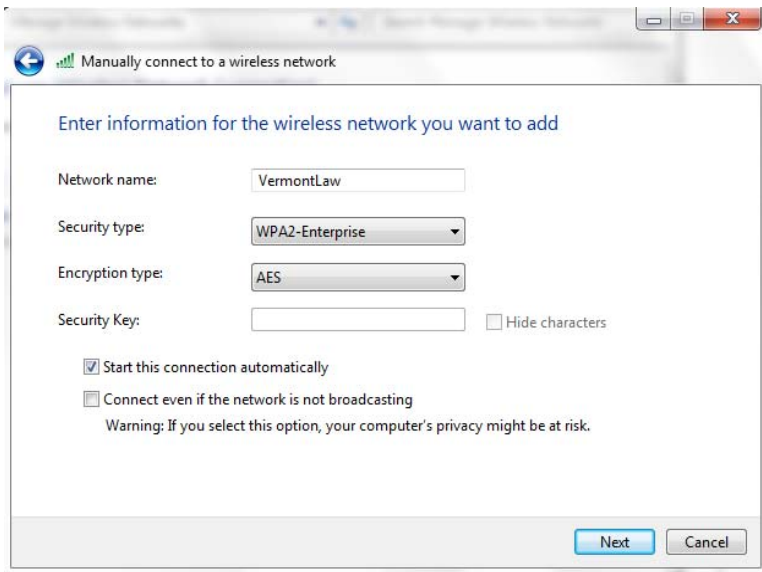 Manually connect to a wireless network
Enter information for the wireless network you want to add
Network name: VermontLaw
Security type: WPA2-Enterprise
Encryption type: AES
Security Key: Hide characters
Start this connection automatically
Connect even if the network is not broadcasting
Warning: If you select this option, your computer's privacy might be at risk.
Next Cancel